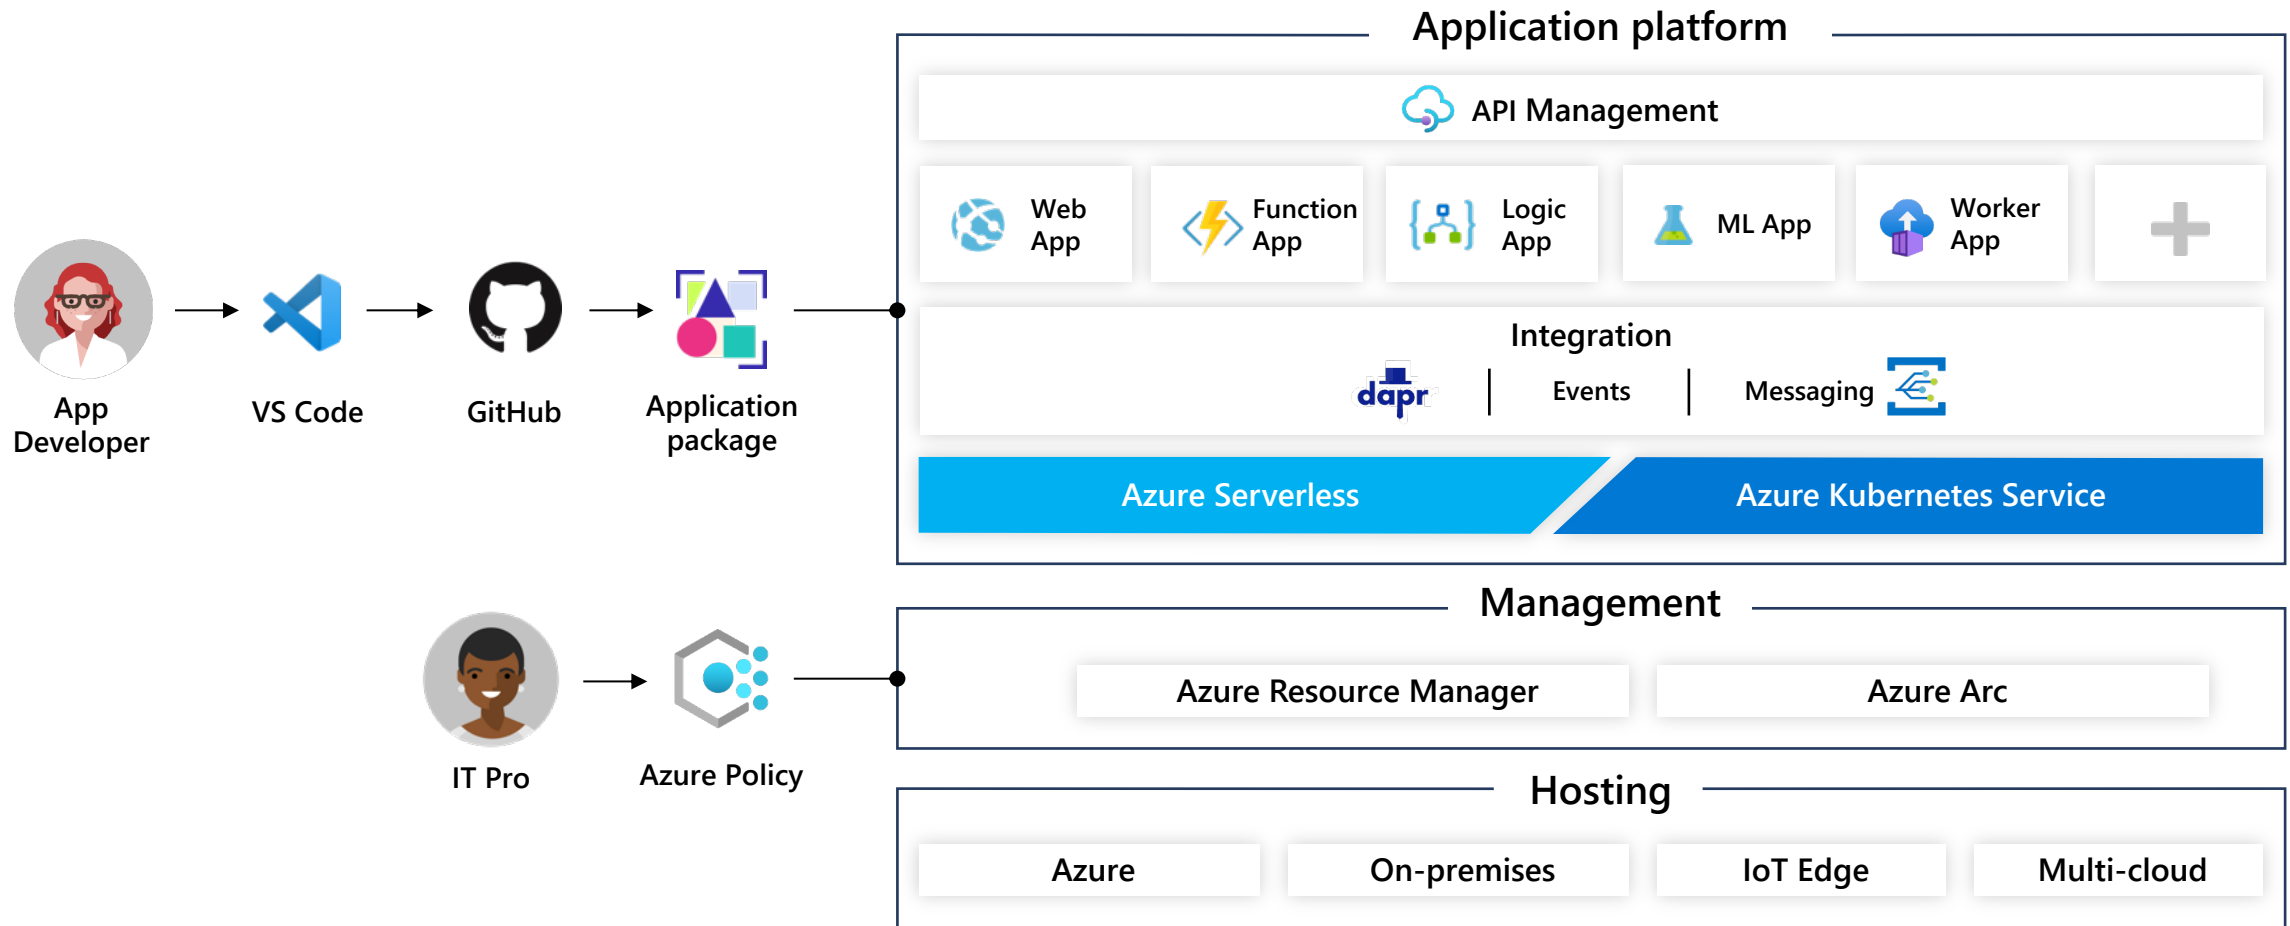 Application platform
API Management
Web
App
Function
App
Logic
App
ML App
Worker
App
Integration
dapr
Events
Messaging
Azure Serverless
Azure Kubernetes Service
App
Developer
VS Code
GitHub
Application
package
Management
Azure Resource Manager
Azure Arc
IT Pro
Azure Policy
Hosting
Azure
On-premises
IoT Edge
Multi-cloud